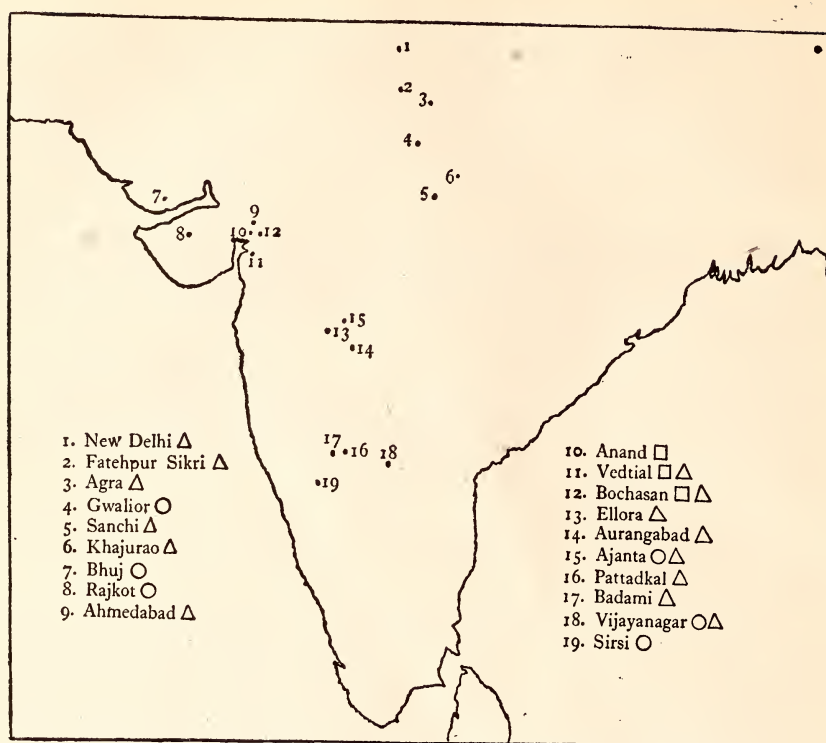 1
2
3
4
6
5
7
9
8
10
12
11
15
13
14
17
16
18
19
1. New Delhi △
2. Fatehpur Sikri △
3. Agra △
4. Gwalior ○
5. Sanchi △
6. Khajurao △
7. Bhuj ○
8. Rajkot ○
9. Ahmedabad △
10. Anand □
11. Vedtial □ △
12. Bochasan □ △
13. Ellora △
14. Aurangabad △
15. Ajanta ○△
16. Pattadkal △
17. Badami △
18. Vijayanagar ○△
19. Sirsi ○